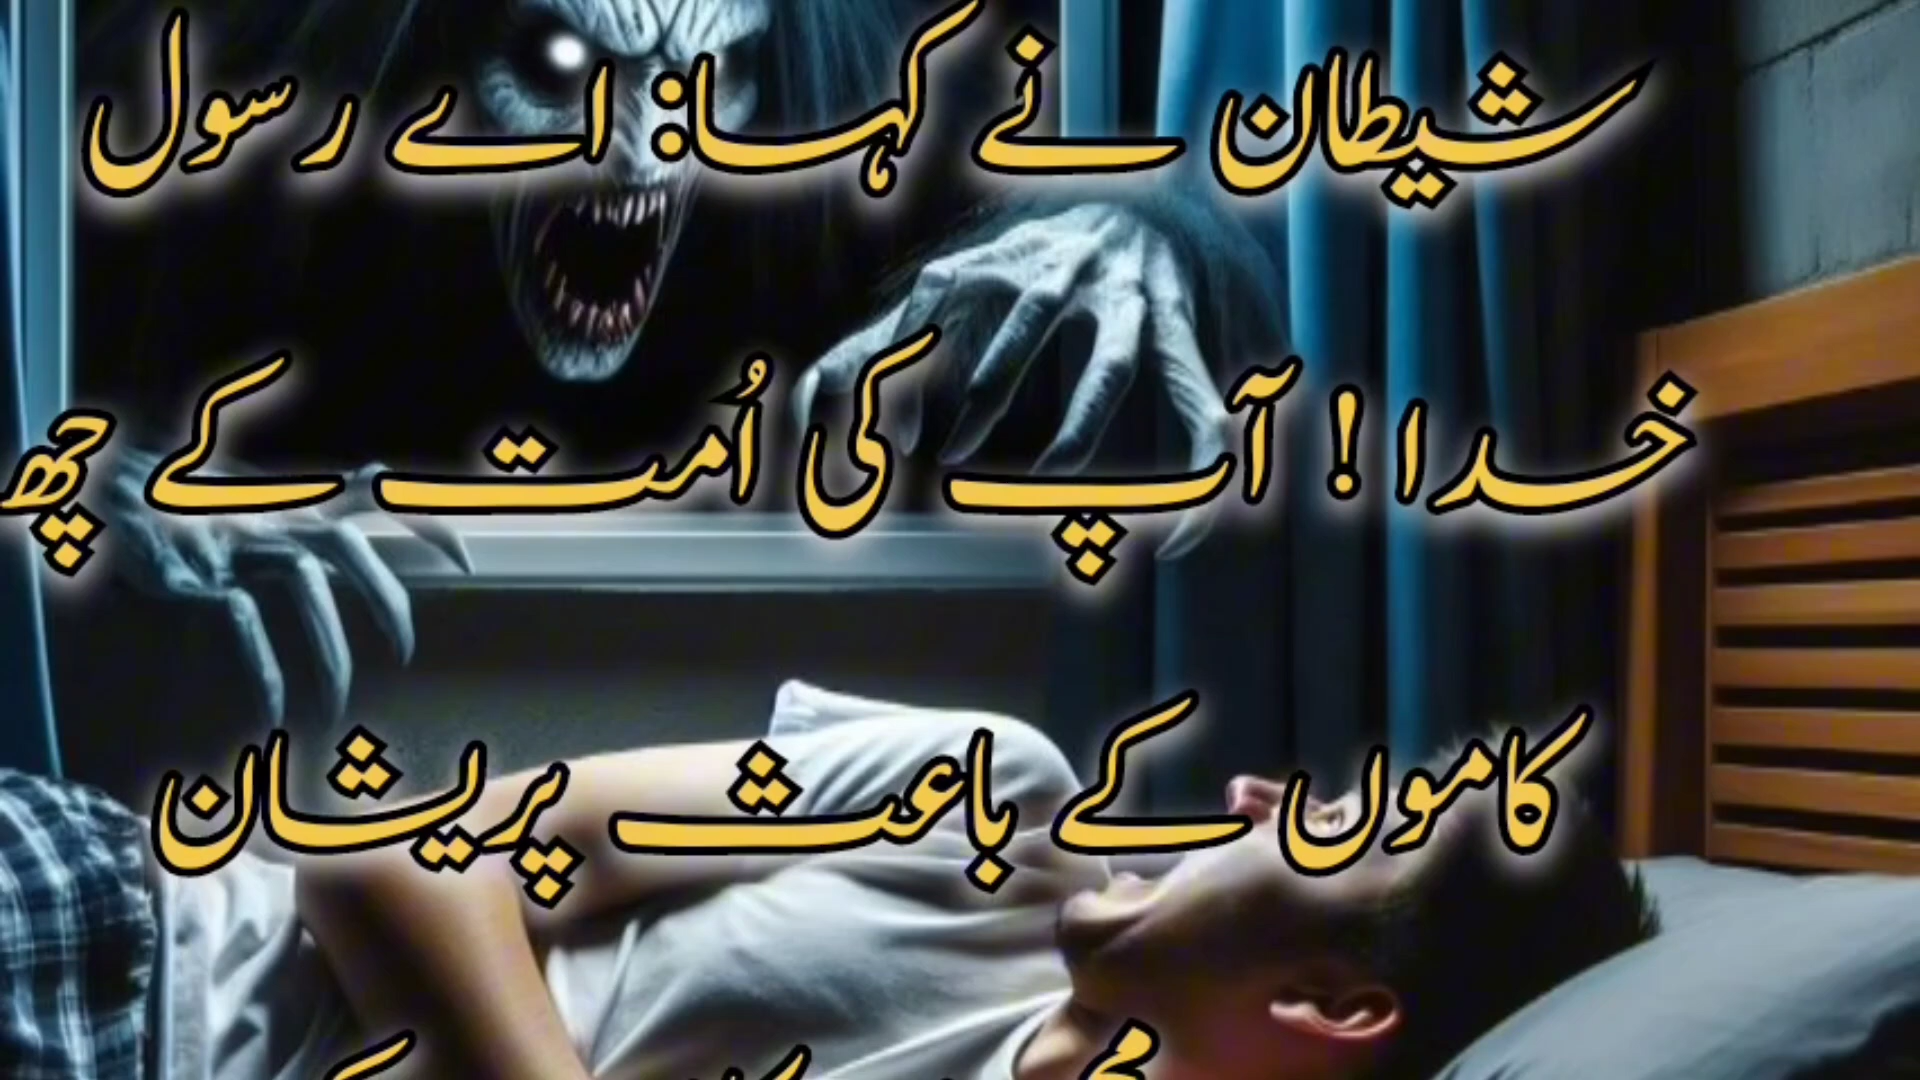 شیطان نے کہا: اے رسول
خدا! آپ کی اُمت کے چھ
کاموں کے باعث پریشان